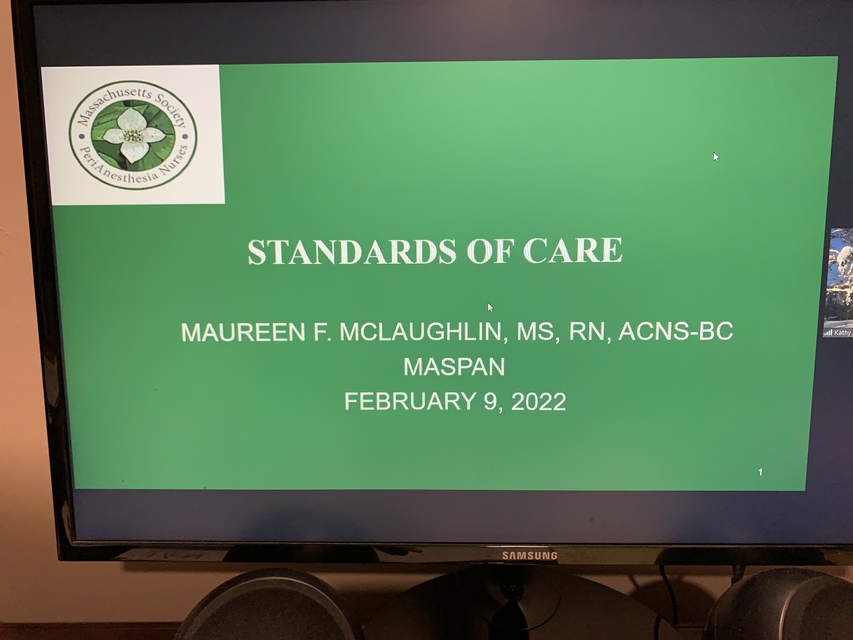 Massachusetts Society
PeriAnesthesia Nurses
STANDARDS OF CARE
MAUREEN F. MCLAUGHLIN, MS, RN, ACNS-BC
MASPAN
FEBRUARY 9, 2022
1
Kathy
SAMSUNG